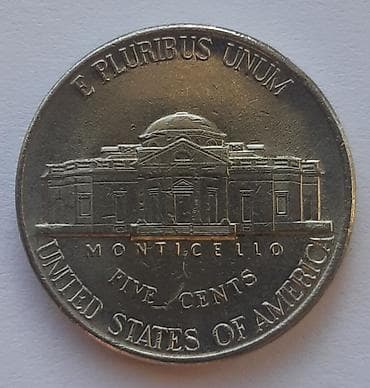 E PLURIBUS UNUM
MONTICELLO
FIVE CENTS
UNITED STATES OF AMERICA